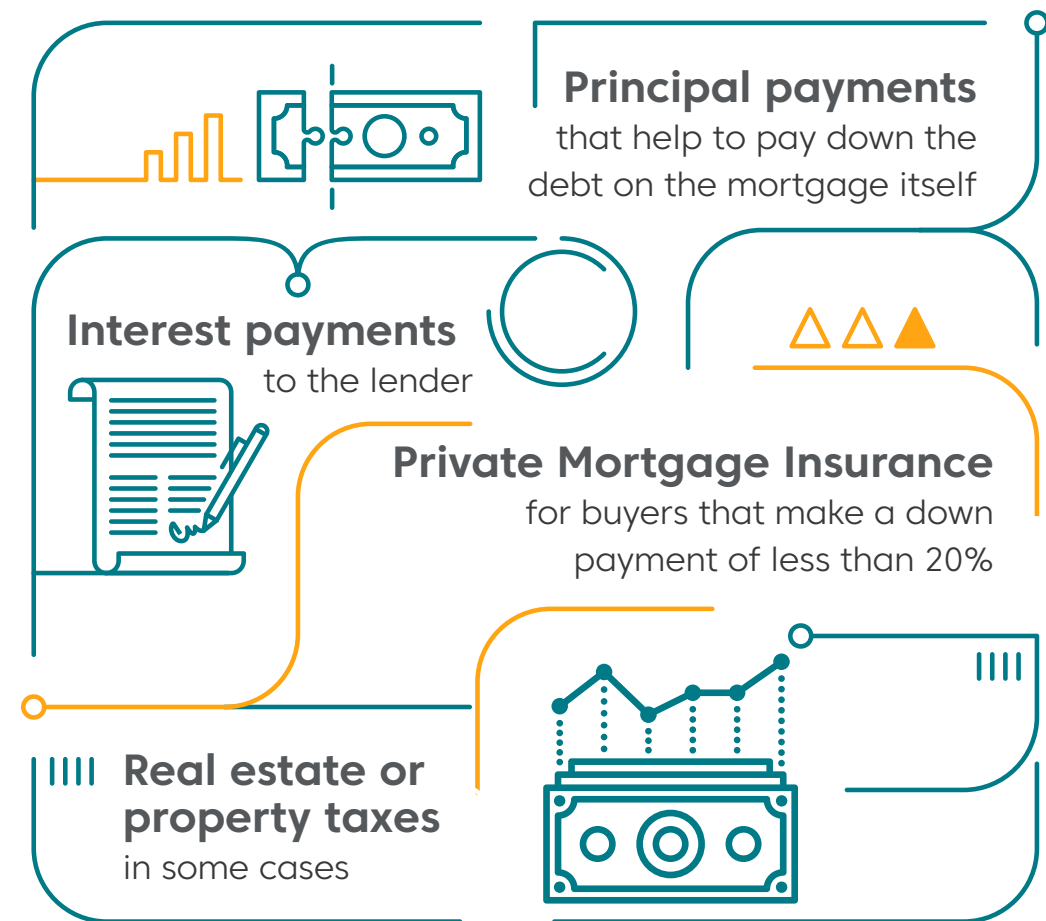 Principal payments
that help to pay down the
debt on the mortgage itself
Interest payments
to the lender
Private Mortgage Insurance
for buyers that make a down
payment of less than 20%
Real estate or
property taxes
in some cases